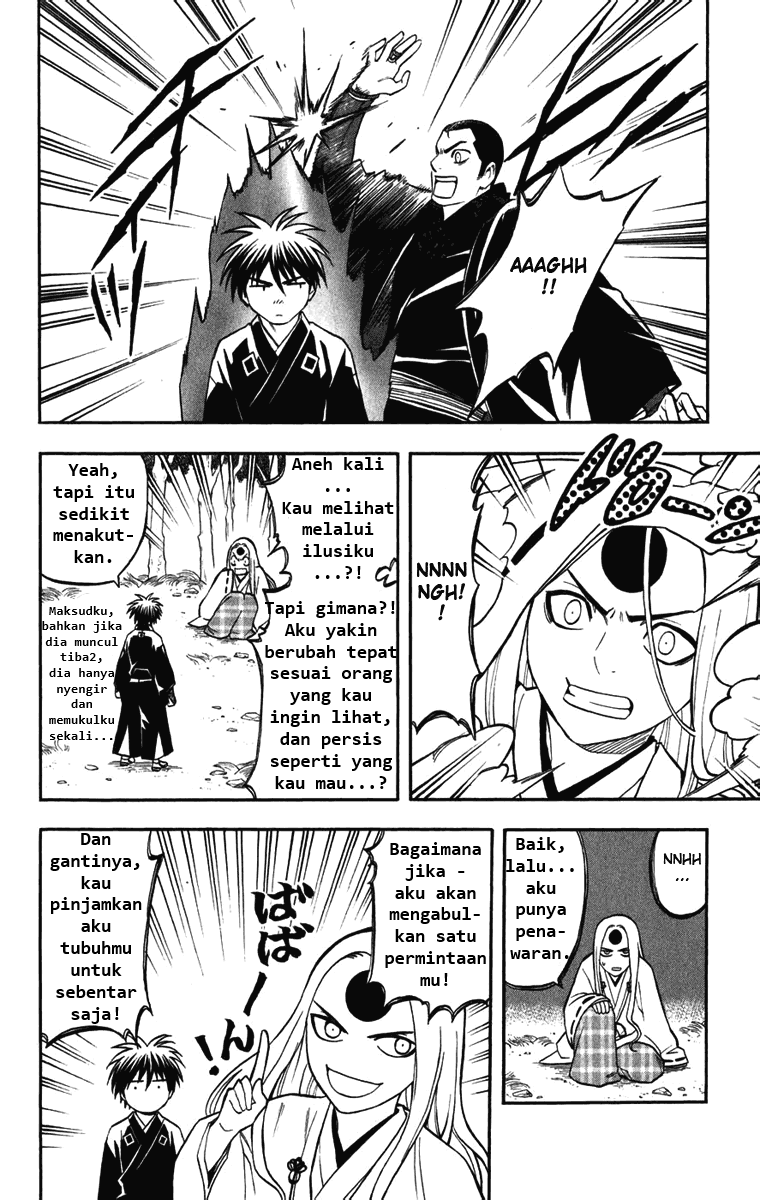 AAAGHH
!!
NNNN
NGH!
!
Aneh kali
...
Kau melihat
melalui
ilusiku
...?!
Tapi gimana?!
Aku yakin
berubah tepat
sesuai orang
yang kau
ingin lihat,
dan persis
seperti yang
kau mau...?
Yeah,
tapi itu
sedikit
menakut-
kan.
Maksudku,
bahkan jika
dia muncul
tiba2,
dia hanya
nyengir
dan
memukulku
sekali...
NNHH
...
Baik,
lalu...
aku
punya
pena-
waran.
Bagaimana
jika -
aku akan
mengabul-
kan satu
permintaan
mu!
ばばーん!
Dan
gantinya,
kau
pinjamkan
aku
tubuhmu
untuk
sebentar
saja!